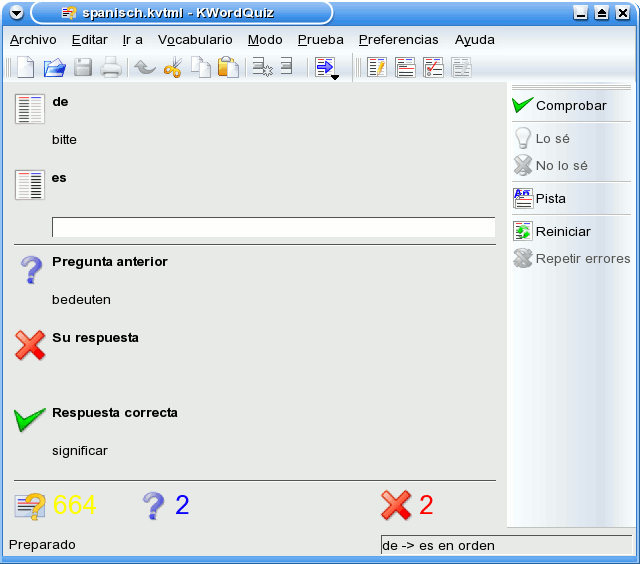 spanisch.kvtml - KWordQuiz
Archivo Editar Ir a Vocabulario Modo Prueba Preferencias Ayuda
de
bitte
es
Pregunta anterior
bedeuten
Su respuesta
Respuesta correcta
significar
664 2 2
Comprobar
Lo sé
No lo sé
Pista
Reiniciar
Repetir errores
Preparado
de -> es en orden